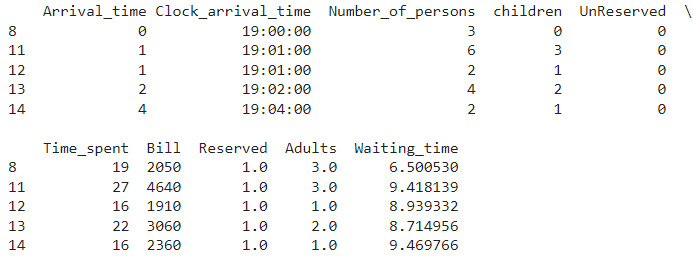 Arrival_time Clock_arrival_time Number_of_persons children UnReserved \
8 0 19:00:00 3 0 0
11 1 19:01:00 6 3 0
12 1 19:01:00 2 1 0
13 2 19:02:00 4 2 0
14 4 19:04:00 2 1 0
Time_spent Bill Reserved Adults Waiting_time
8 19 2050 1.0 3.0 6.500530
11 27 4640 1.0 3.0 9.418139
12 16 1910 1.0 1.0 8.939332
13 22 3060 1.0 2.0 8.714956
14 16 2360 1.0 1.0 9.469766